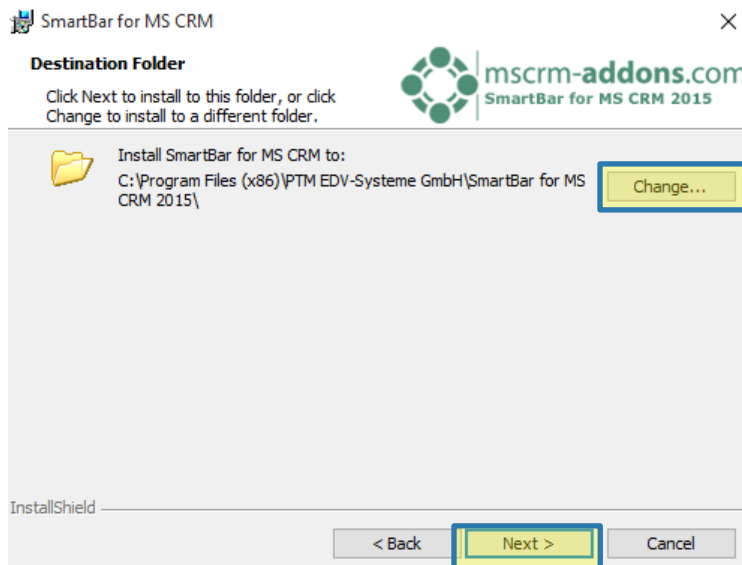 SmartBar for MS CRM
Destination Folder
Click Next to install to this folder, or click
Change to install to a different folder.
mscrm-addons.com
SmartBar for MS CRM 2015
Install SmartBar for MS CRM to:
C:\Program Files (x86)\PTM EDV-Systeme GmbH\SmartBar for MS
CRM 2015\
Change...
InstallShield
< Back
Next >
Cancel